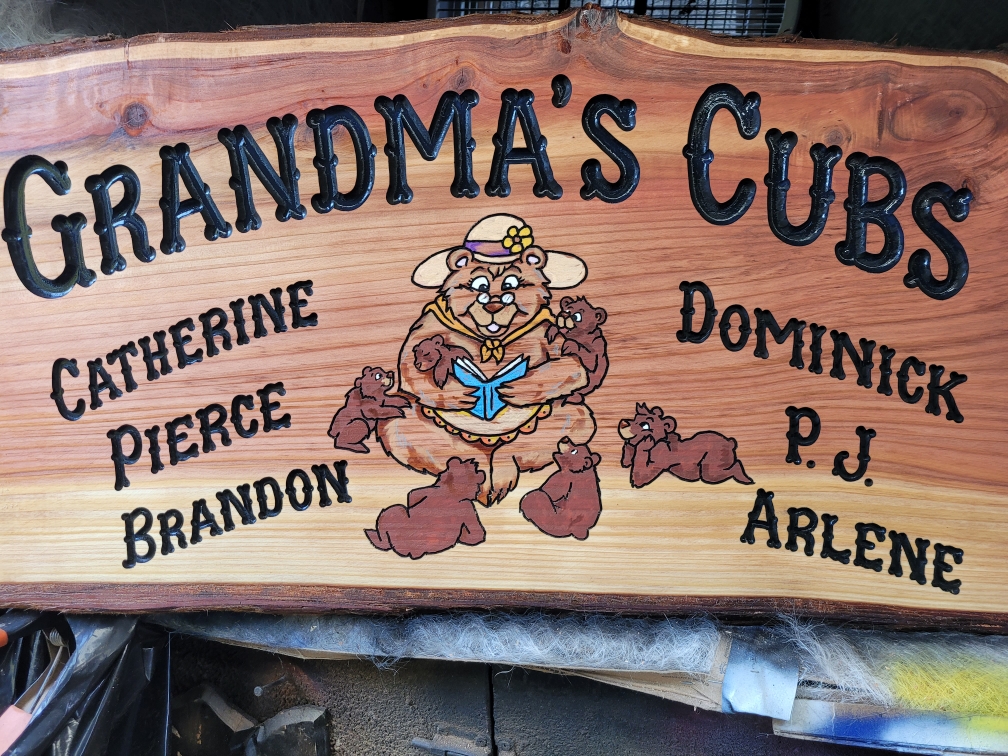 GRANDMA'S CUBS
CATHERINE
PIERCE
BRANDON
DOMINICK
P. J.
ARLENE